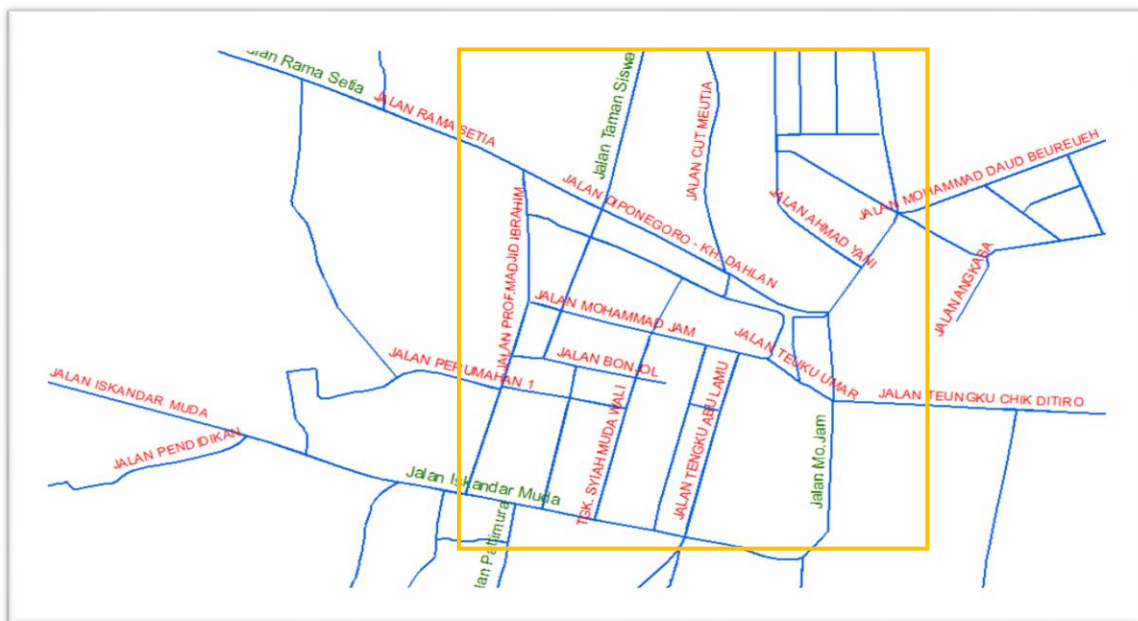 alan Rama Setia
JALAN RAMA SETIA
Jalan Taman Siswa
JALAN CUT MEUTIA
JALAN MOHAMMAD DAUD BEUREUEH
JALAN DIPONEGORO - KH. DAHLAN
JALAN AHMAD YANI
JALAN PROF.MADJID IBRAHIM
JALAN ANGKASA
JALAN MOHAMMAD JAM
JALAN TEUKU UMAR
JALAN BONJOL
JALAN PERUMAHAN 1
JALAN ISKANDAR MUDA
JALAN TEUNGKU CHIK DITIRO
JALAN PENDIDIKAN
TGK. SYIAH MUDA WALI
JALAN TENGKU ABU LAMU
Jalan Mo.Jam
Jalan Iskandar Muda
lan Pattimura